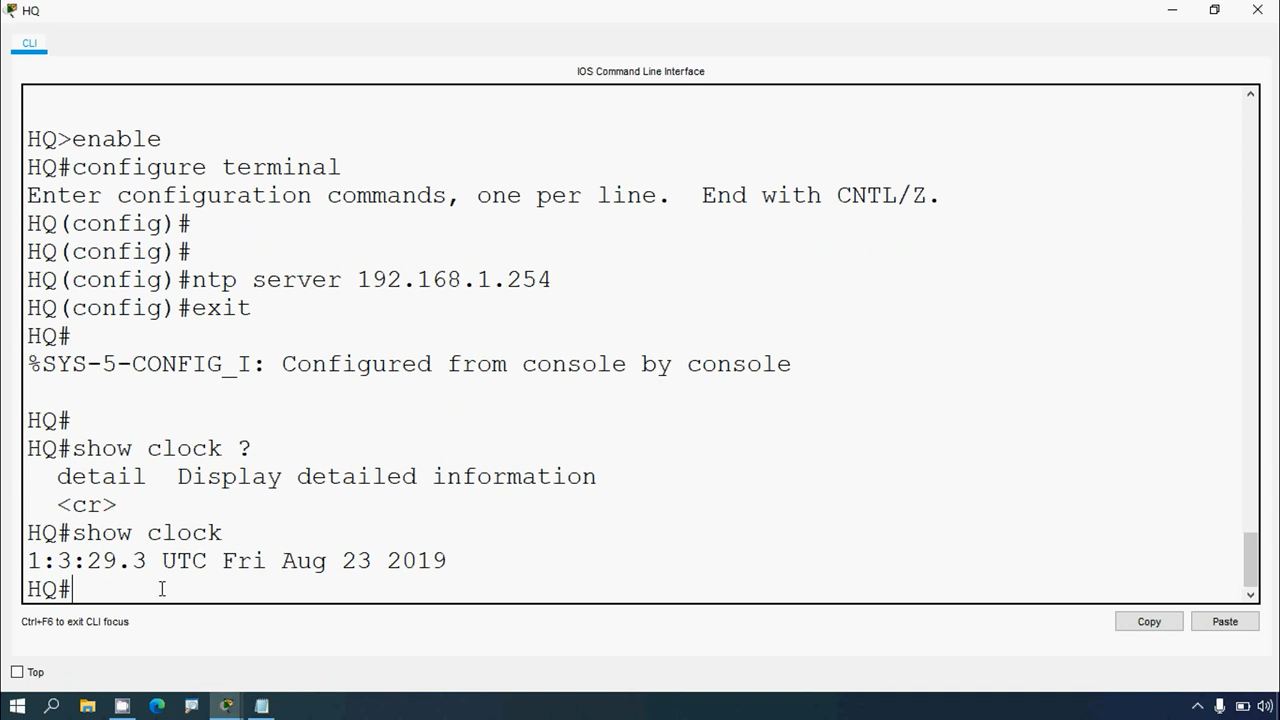 HQ
CLI
IOS Command Line Interface
HQ>enable
HQ#configure terminal
Enter configuration commands, one per line.  End with CNTL/Z.
HQ(config)#
HQ(config)#
HQ(config)#ntp server 192.168.1.254
HQ(config)#exit
HQ#
%SYS-5-CONFIG_I: Configured from console by console
HQ#
HQ#show clock ?
  detail  Display detailed information
  <cr>
HQ#show clock
1:3:29.3 UTC Fri Aug 23 2019
HQ#
Ctrl+F6 to exit CLI focus
Copy
Paste
Top